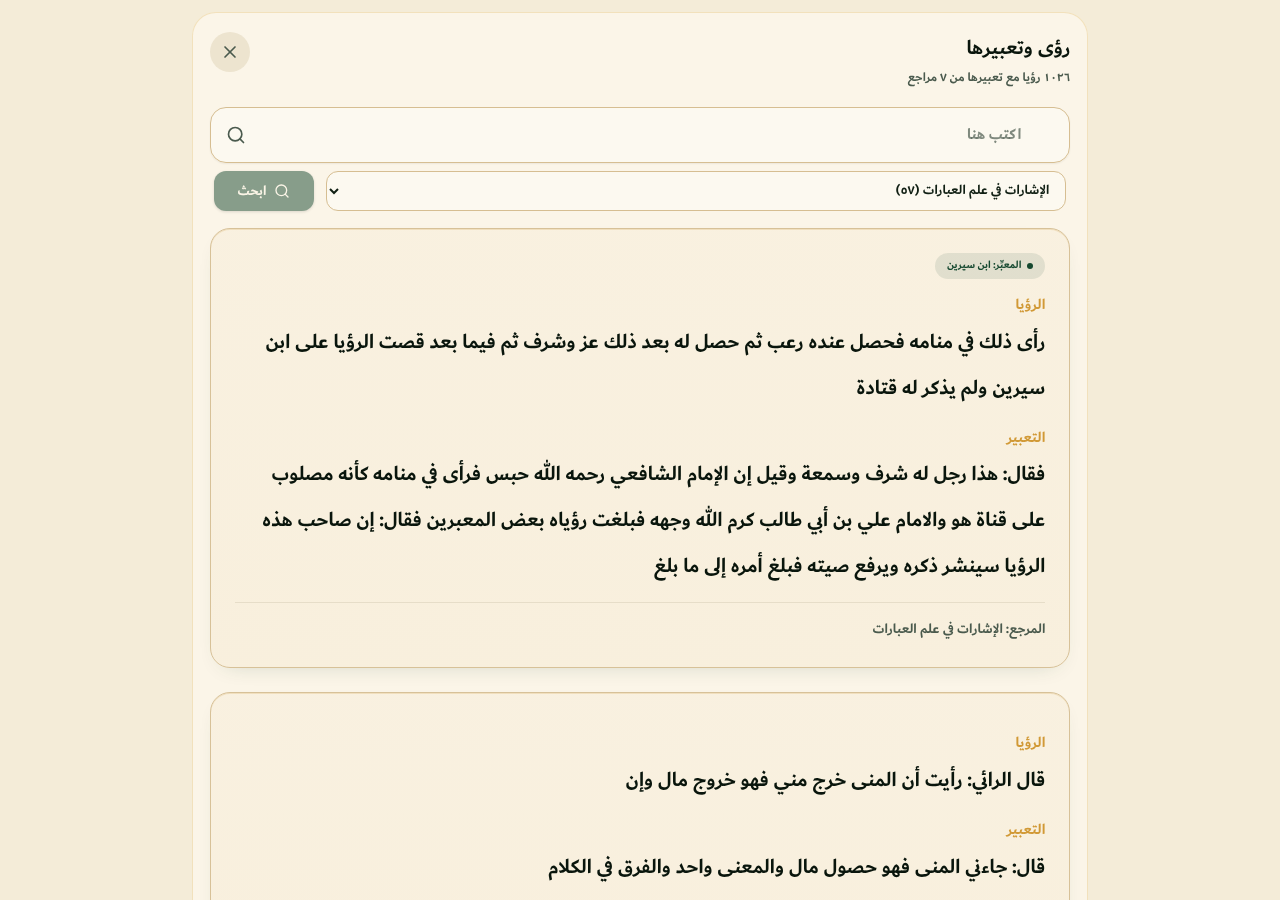 رؤى وتعبيرها
١٠٢٦ رؤيا مع تعبيرها من ٧ مراجع
اكتب هنا
الإشارات في علم العبارات (٥٧)
ابحث
المعبّر: ابن سيرين
الرؤيا
رأى ذلك في منامه فحصل عنده رعب ثم حصل له بعد ذلك عز وشرف ثم فيما بعد قصت الرؤيا على ابن
سيرين ولم يذكر له قتادة
التعبير
فقال: هذا رجل له شرف وسمعة وقيل إن الإمام الشافعي رحمه الله حبس فرأى في منامه كأنه مصلوب
على قناة هو والامام علي بن أبي طالب كرم الله وجهه فبلغت رؤياه بعض المعبرين فقال: إن صاحب هذه
الرؤيا سينشر ذكره ويرفع صيته فبلغ أمره إلى ما بلغ
المرجع: الإشارات في علم العبارات
الرؤيا
قال الرائي: رأيت أن المنى خرج مني فهو خروج مال وإن
التعبير
قال: جاءني المنى فهو حصول مال والمعنى واحد والفرق في الكلام